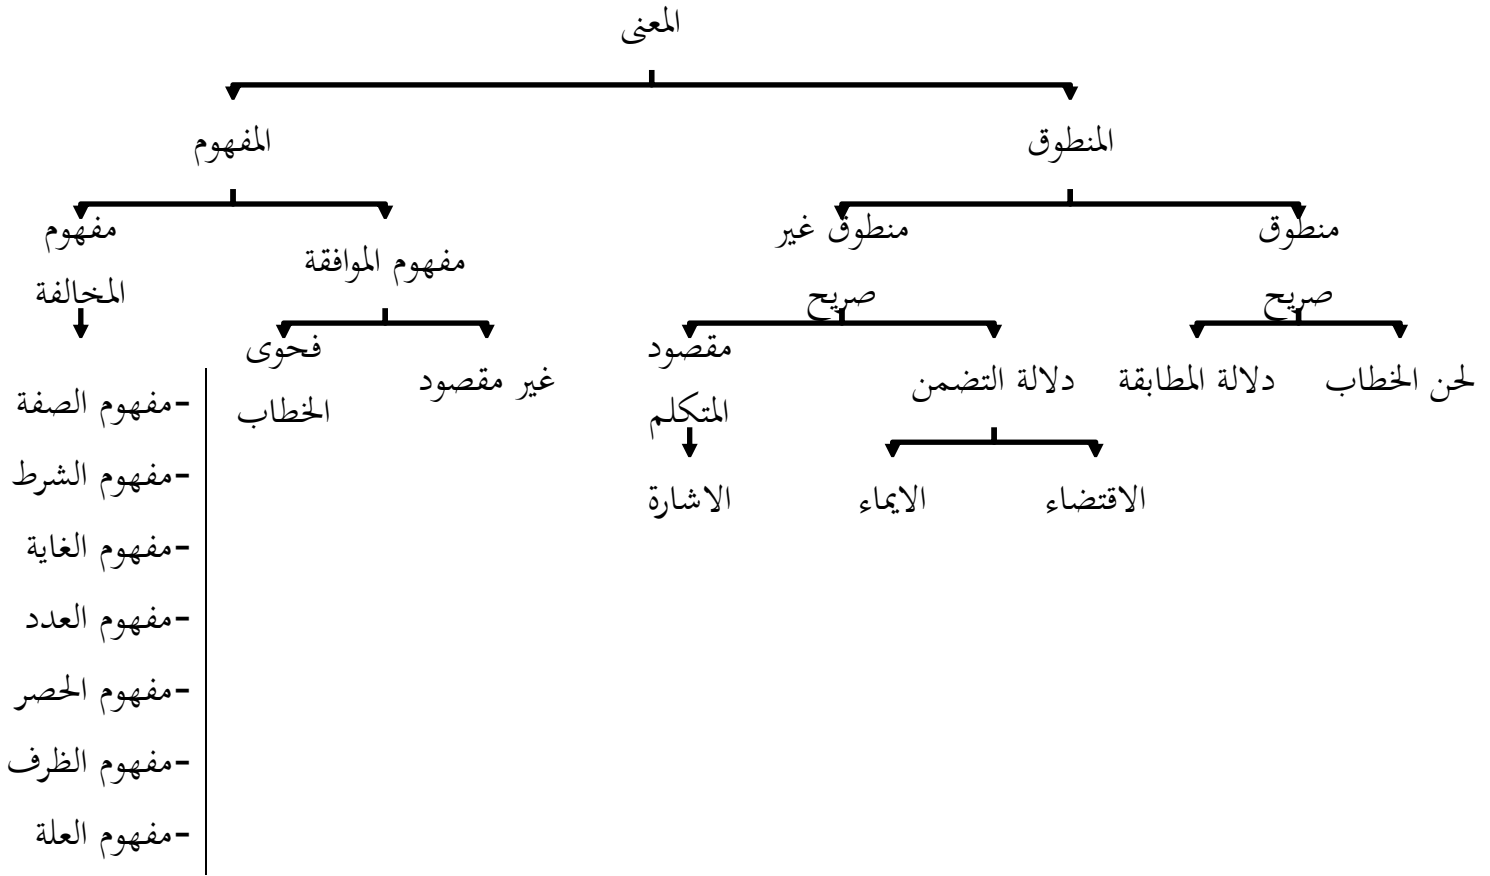 المعنى
المنطوق
المفهوم
منطوق
صريح
منطوق غير
صريح
مفهوم الموافقة
مفهوم
المخالفة
لحن الخطاب
دلالة المطابقة
دلالة التضمن
مقصود
المتكلم
غير مقصود
فحوى
الخطاب
الاقتضاء
الايماء
الاشارة
-مفهوم الصفة
-مفهوم الشرط
-مفهوم الغاية
-مفهوم العدد
-مفهوم الحصر
-مفهوم الظرف
-مفهوم العلة